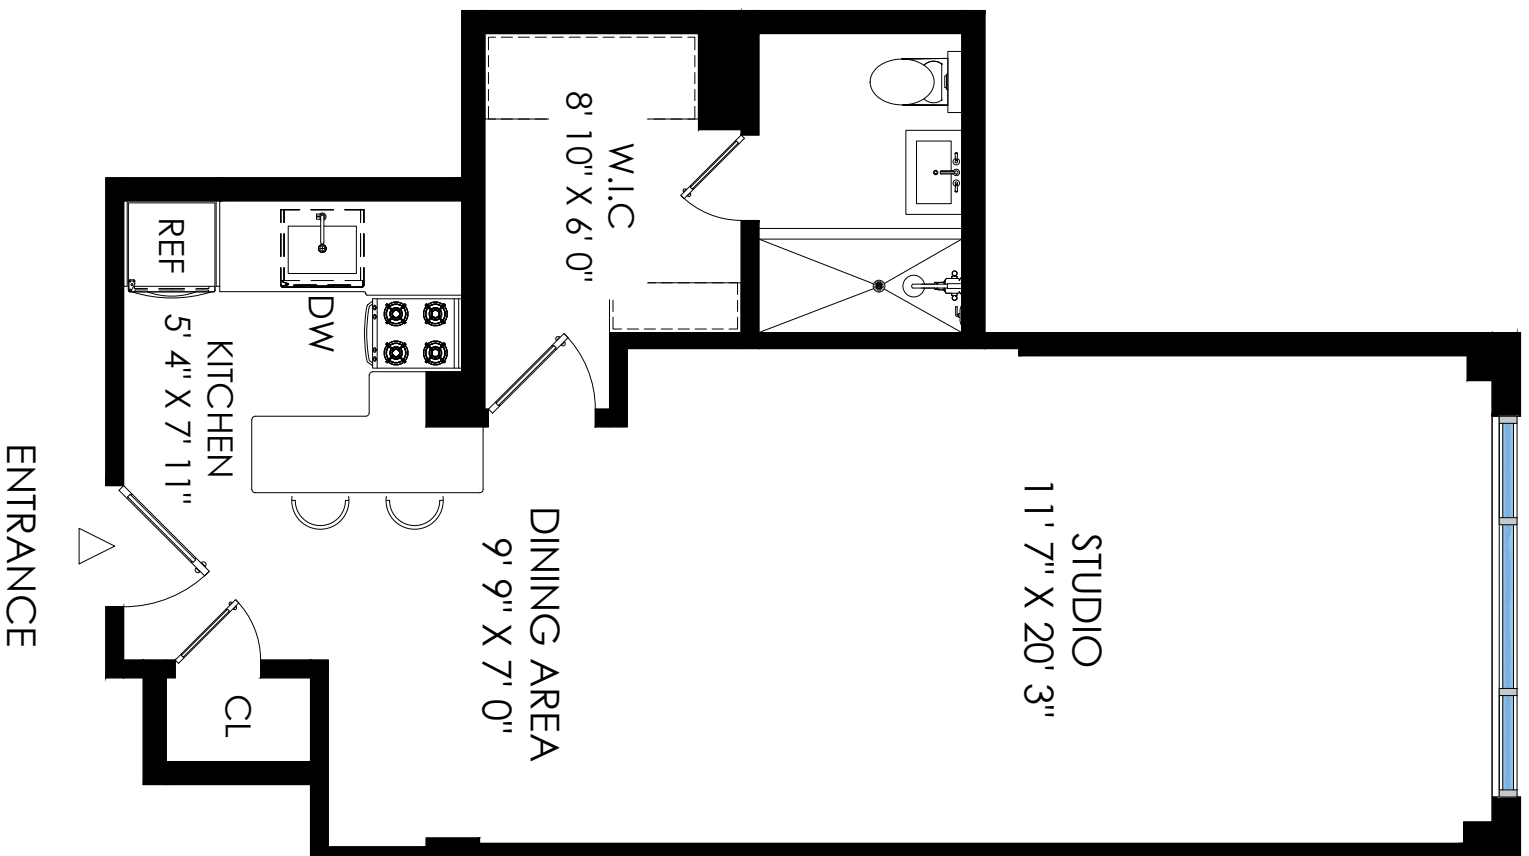 W.I.C
8' 10" X 6' 0"
REF
DW
KITCHEN
5' 4" X 7' 11"
ENTRANCE
DINING AREA
9' 9" X 7' 0"
STUDIO
11' 7" X 20' 3"
CL